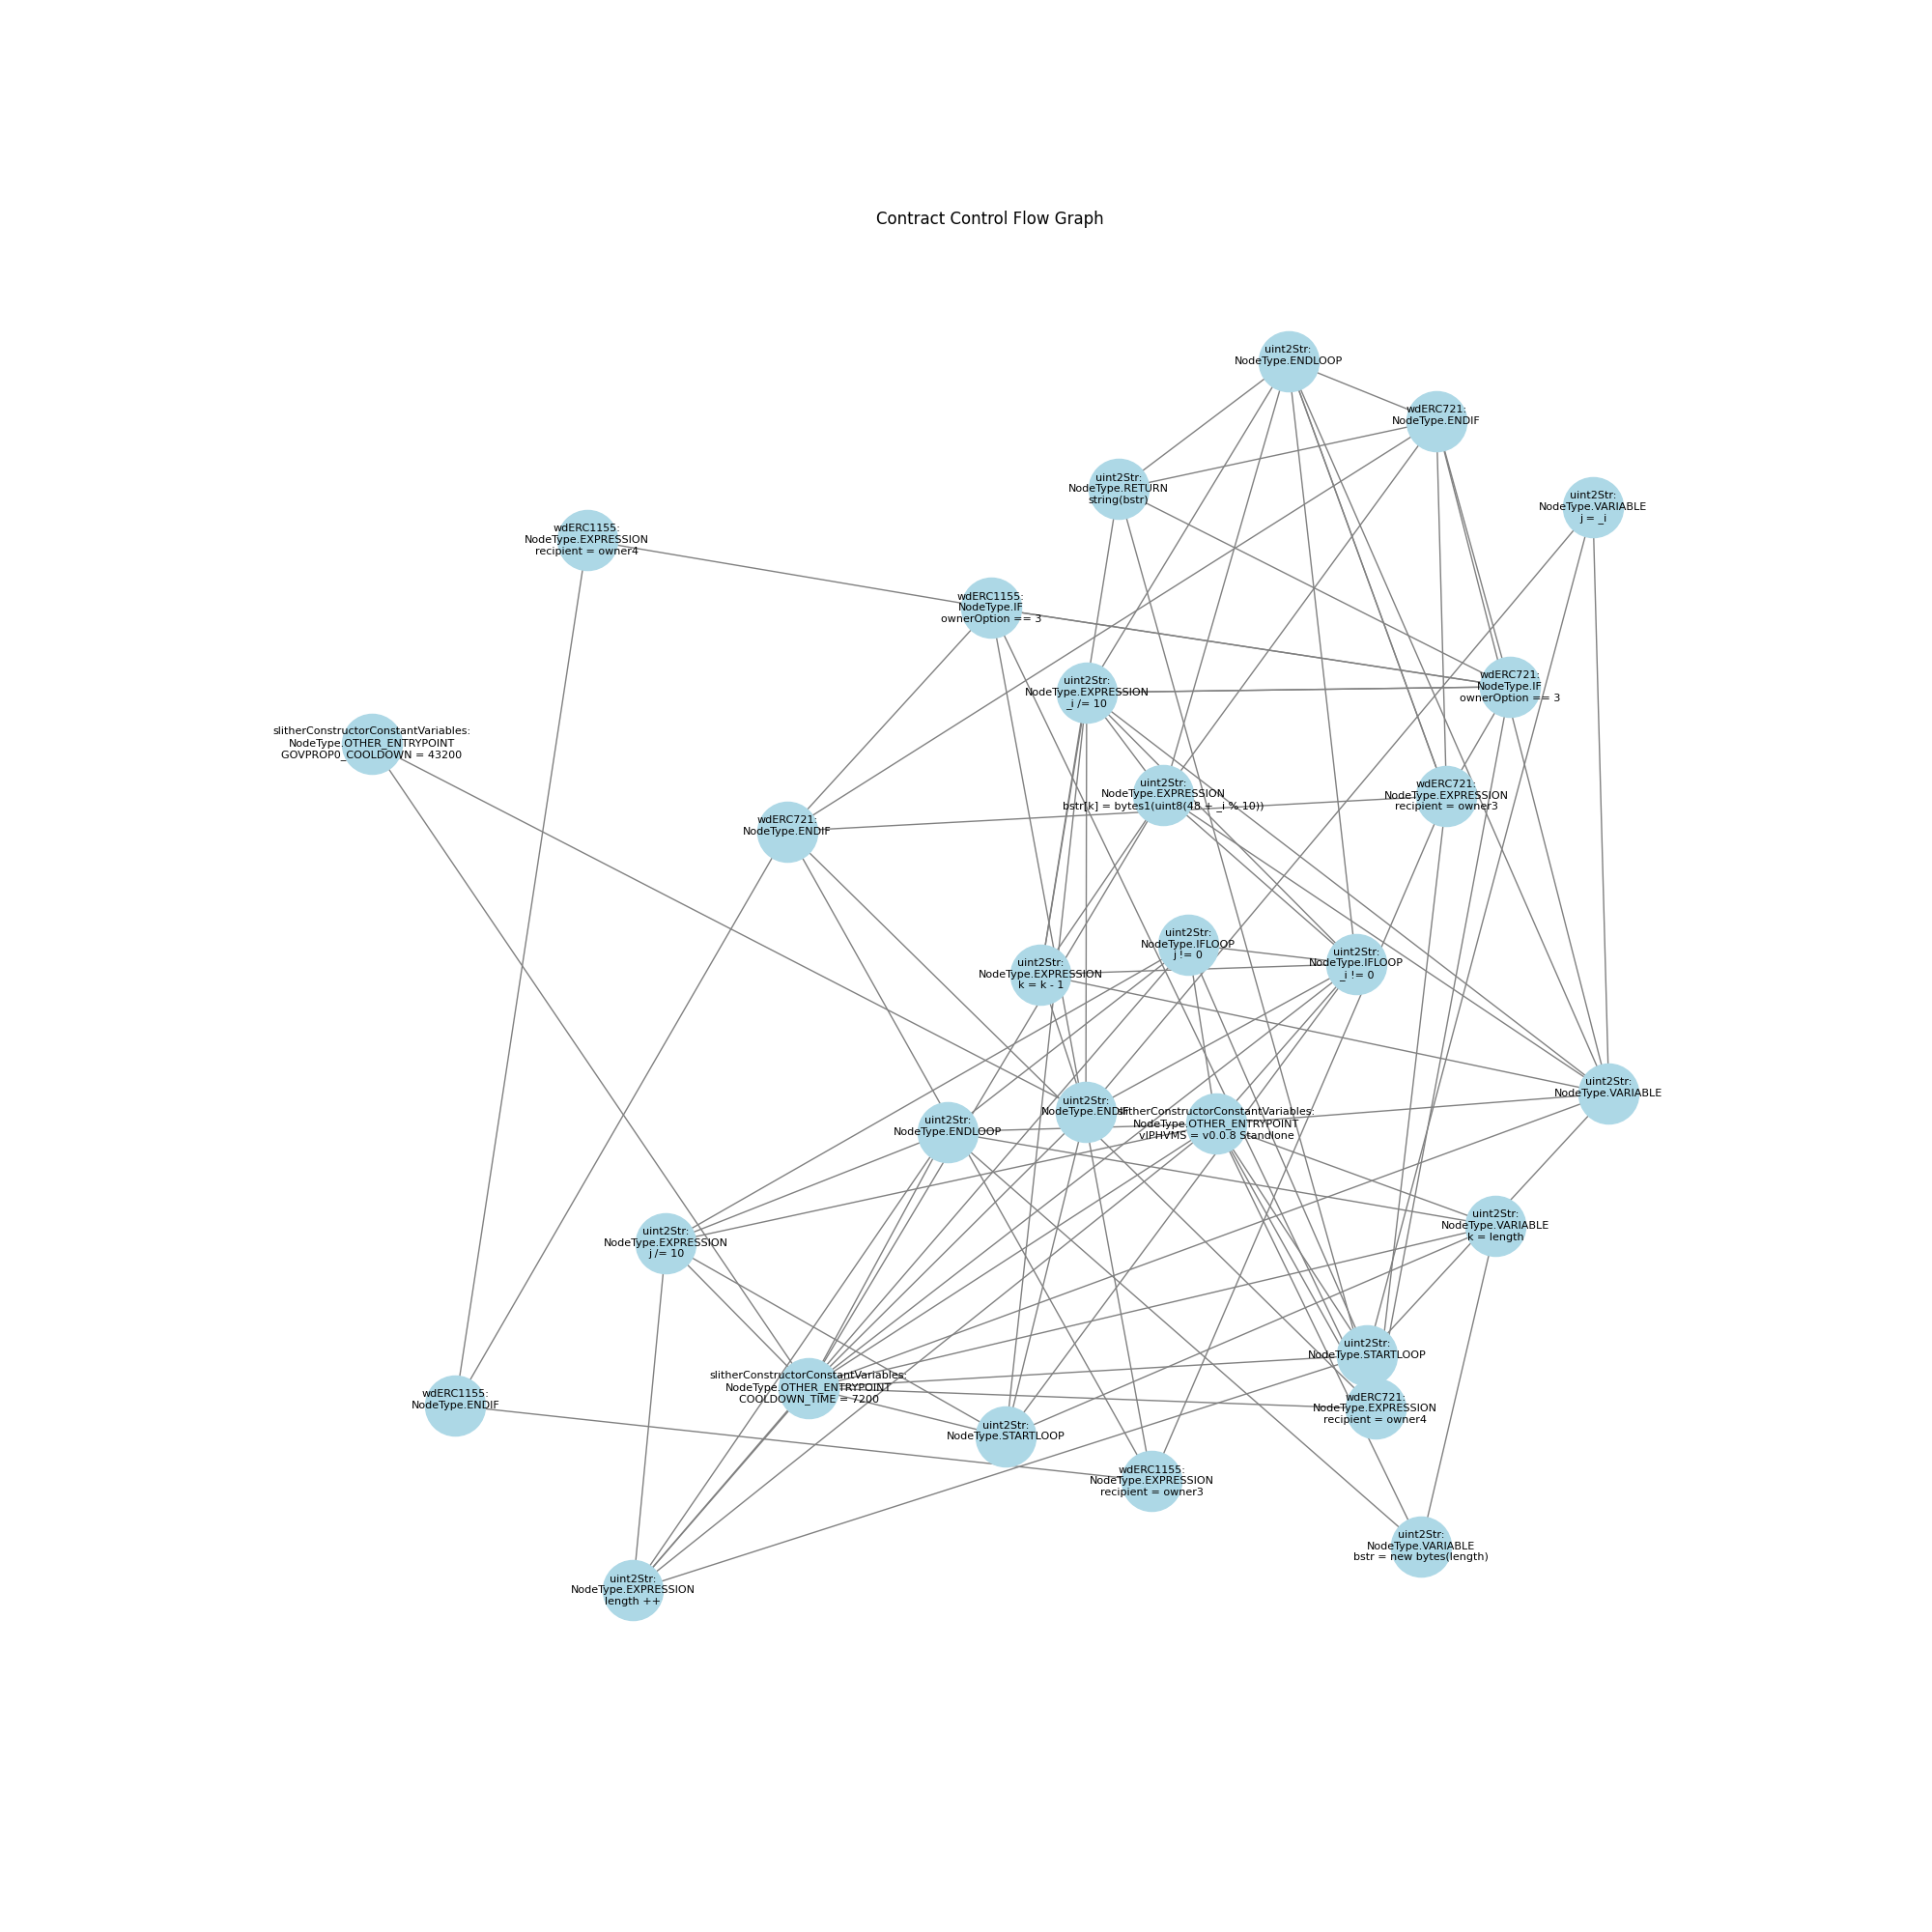 Contract Control Flow Graph
uint2Str:
NodeType.ENDLOOP
wdERC721:
NodeType.ENDIF
uint2Str:
NodeType.RETURN
string(bstr)
uint2Str:
NodeType.VARIABLE
j = _i
wdERC1155:
NodeType.EXPRESSION
recipient = owner4
wdERC1155:
NodeType.IF
ownerOption == 3
uint2Str:
NodeType.EXPRESSION
_i /= 10
wdERC721:
NodeType.IF
ownerOption == 3
slitherConstructorConstantVariables:
NodeType.OTHER_ENTRYPOINT
GOVPROP0_COOLDOWN = 43200
uint2Str:
NodeType.EXPRESSION
bstr[k] = bytes1(uint8(48 + _i % 10))
wdERC721:
NodeType.EXPRESSION
recipient = owner3
wdERC721:
NodeType.ENDIF
uint2Str:
NodeType.IFLOOP
j != 0
uint2Str:
NodeType.IFLOOP
_i != 0
uint2Str:
NodeType.EXPRESSION
k = k - 1
uint2Str:
NodeType.VARIABLE
uint2Str:
NodeType.ENDIF
slitherConstructorConstantVariables:
NodeType.OTHER_ENTRYPOINT
vIPHVMS = v0.0.8 Standlone
uint2Str:
NodeType.ENDLOOP
uint2Str:
NodeType.VARIABLE
k = length
uint2Str:
NodeType.EXPRESSION
j /= 10
uint2Str:
NodeType.STARTLOOP
slitherConstructorConstantVariables:
NodeType.OTHER_ENTRYPOINT
COOLDOWN_TIME = 7200
wdERC1155:
NodeType.ENDIF
wdERC721:
NodeType.EXPRESSION
recipient = owner4
uint2Str:
NodeType.STARTLOOP
wdERC1155:
NodeType.EXPRESSION
recipient = owner3
uint2Str:
NodeType.VARIABLE
bstr = new bytes(length)
uint2Str:
NodeType.EXPRESSION
length ++